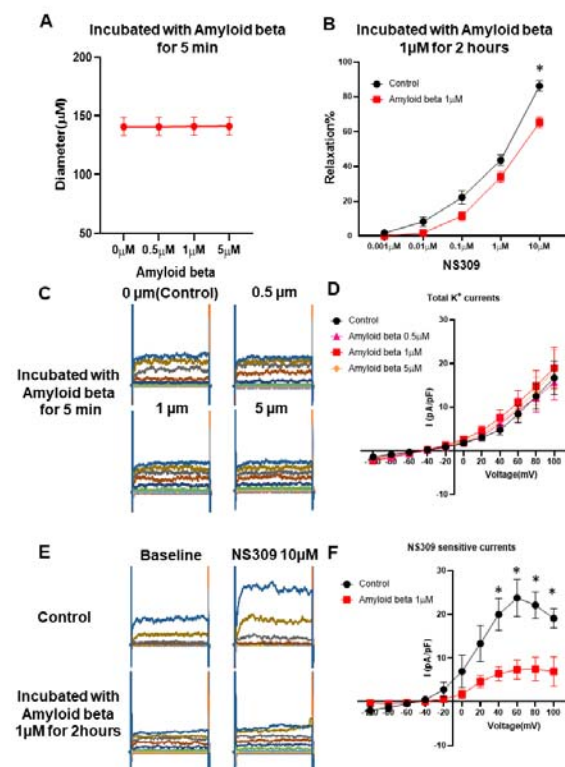 A
Incubated with Amyloid beta
for 5 min
Diameter(μM)
200
150
100
50
0μM
0.5μM
1μM
5μM
Amyloid beta
B
Incubated with Amyloid beta
1μM for 2 hours
Relaxation%
100
80
60
40
20
0
Control
Amyloid beta 1μM
*
0.001μM
0.01μM
0.1μM
1μM
10μM
NS309
C
0 μm(Control)
0.5 μm
Incubated with
Amyloid beta
for 5 min
1 μm
5 μm
D
Total K⁺ currents
Control
Amyloid beta 0.5μM
Amyloid beta 1μM
Amyloid beta 5μM
I (pA/pF)
30
20
10
-10
-100 -80 -60 -40 -20 0 20 40 60 80 100
Voltage(mV)
E
Baseline
NS309 10μM
Control
Incubated with
Amyloid beta
1μM for 2hours
F
NS309 sensitive currents
Control
Amyloid beta 1μM
I (pA/pF)
30
20
10
-10
* * * *
-100 -80 -60 -40 -20 0 20 40 60 80 100
Voltage(mV)